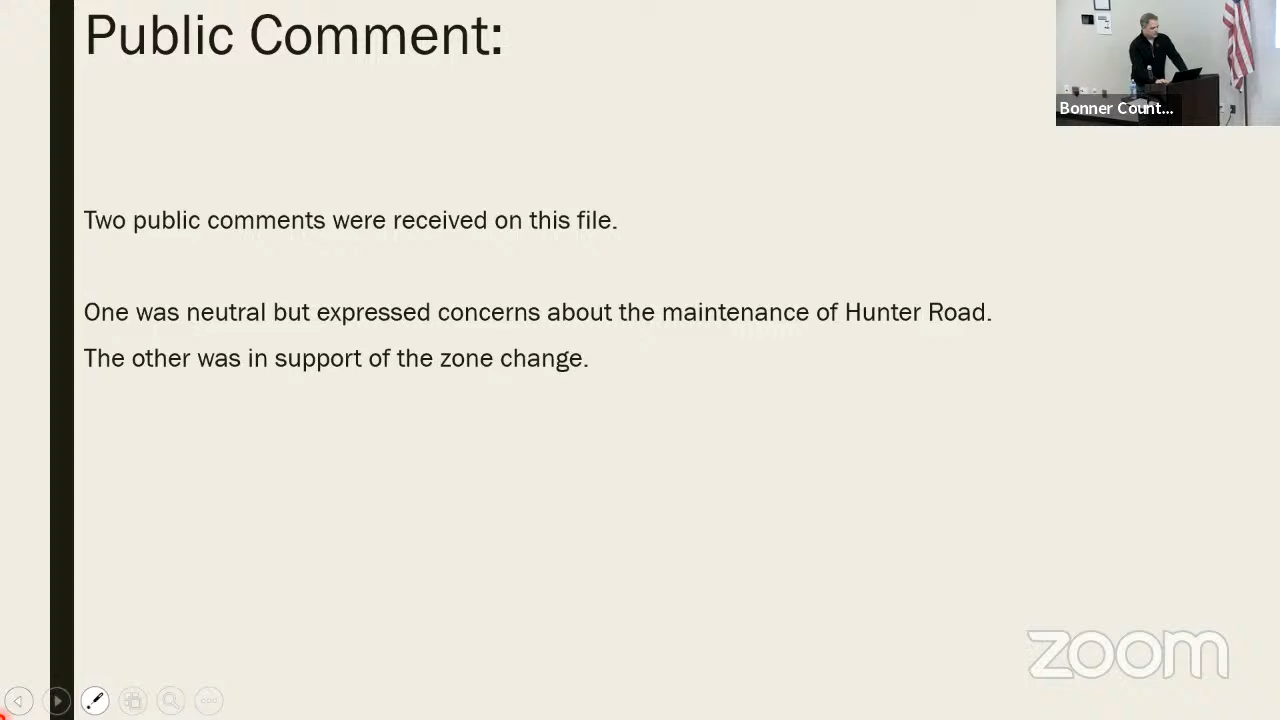 Public Comment:
Bonner Count...
Two public comments were received on this file.
One was neutral but expressed concerns about the maintenance of Hunter Road.
The other was in support of the zone change.
zoom